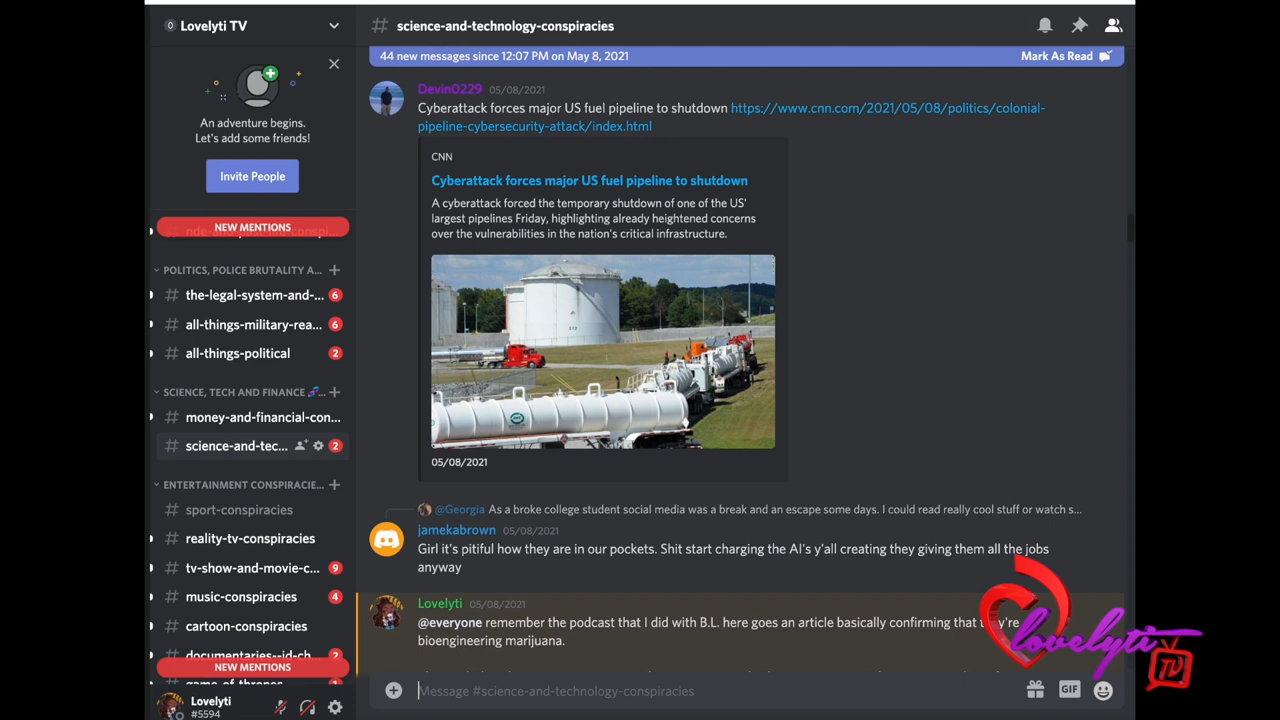 Lovelyti TV
An adventure begins.
Let's add some friends!
Invite People
NEW MENTIONS
POLITICS, POLICE BRUTALITY A...
the-legal-system-and-... 6
all-things-military-rea... 6
all-things-political 2
SCIENCE, TECH AND FINANCE
money-and-financial-con...
science-and-tec... 2
ENTERTAINMENT CONSPIRACIE...
sport-conspiracies
reality-tv-conspiracies
tv-show-and-movie-c... 9
music-conspiracies 4
cartoon-conspiracies
documentaries--id-ch... 2
NEW MENTIONS
game-of-thrones
Lovelyti
#5594
# science-and-technology-conspiracies
44 new messages since 12:07 PM on May 8, 2021 Mark As Read
Devin0229 05/08/2021
Cyberattack forces major US fuel pipeline to shutdown https://www.cnn.com/2021/05/08/politics/colonial-
pipeline-cybersecurity-attack/index.html
CNN
Cyberattack forces major US fuel pipeline to shutdown
A cyberattack forced the temporary shutdown of one of the US'
largest pipelines Friday, highlighting already heightened concerns
over the vulnerabilities in the nation's critical infrastructure.
05/08/2021
@Georgia As a broke college student social media was a break and an escape some days. I could read really cool stuff or watch s...
jamekabrown 05/08/2021
Girl it's pitiful how they are in our pockets. Shit start charging the AI's y'all creating they giving them all the jobs
anyway
Lovelyti 05/08/2021
@everyone remember the podcast that I did with B.L. here goes an article basically confirming that they're
bioengineering marijuana.
Message #science-and-technology-conspiracies
GIF
Lovelyti
TV